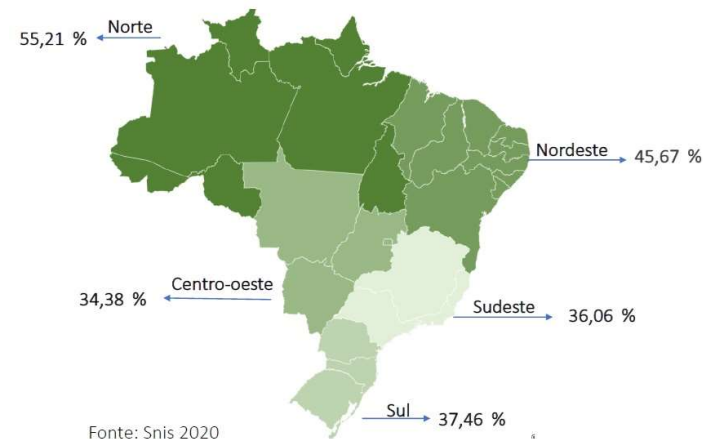 Norte
55,21 %
Nordeste
45,67 %
Centro-oeste
34,38 %
Sudeste
36,06 %
Sul
37,46 %
Fonte: Snis 2020